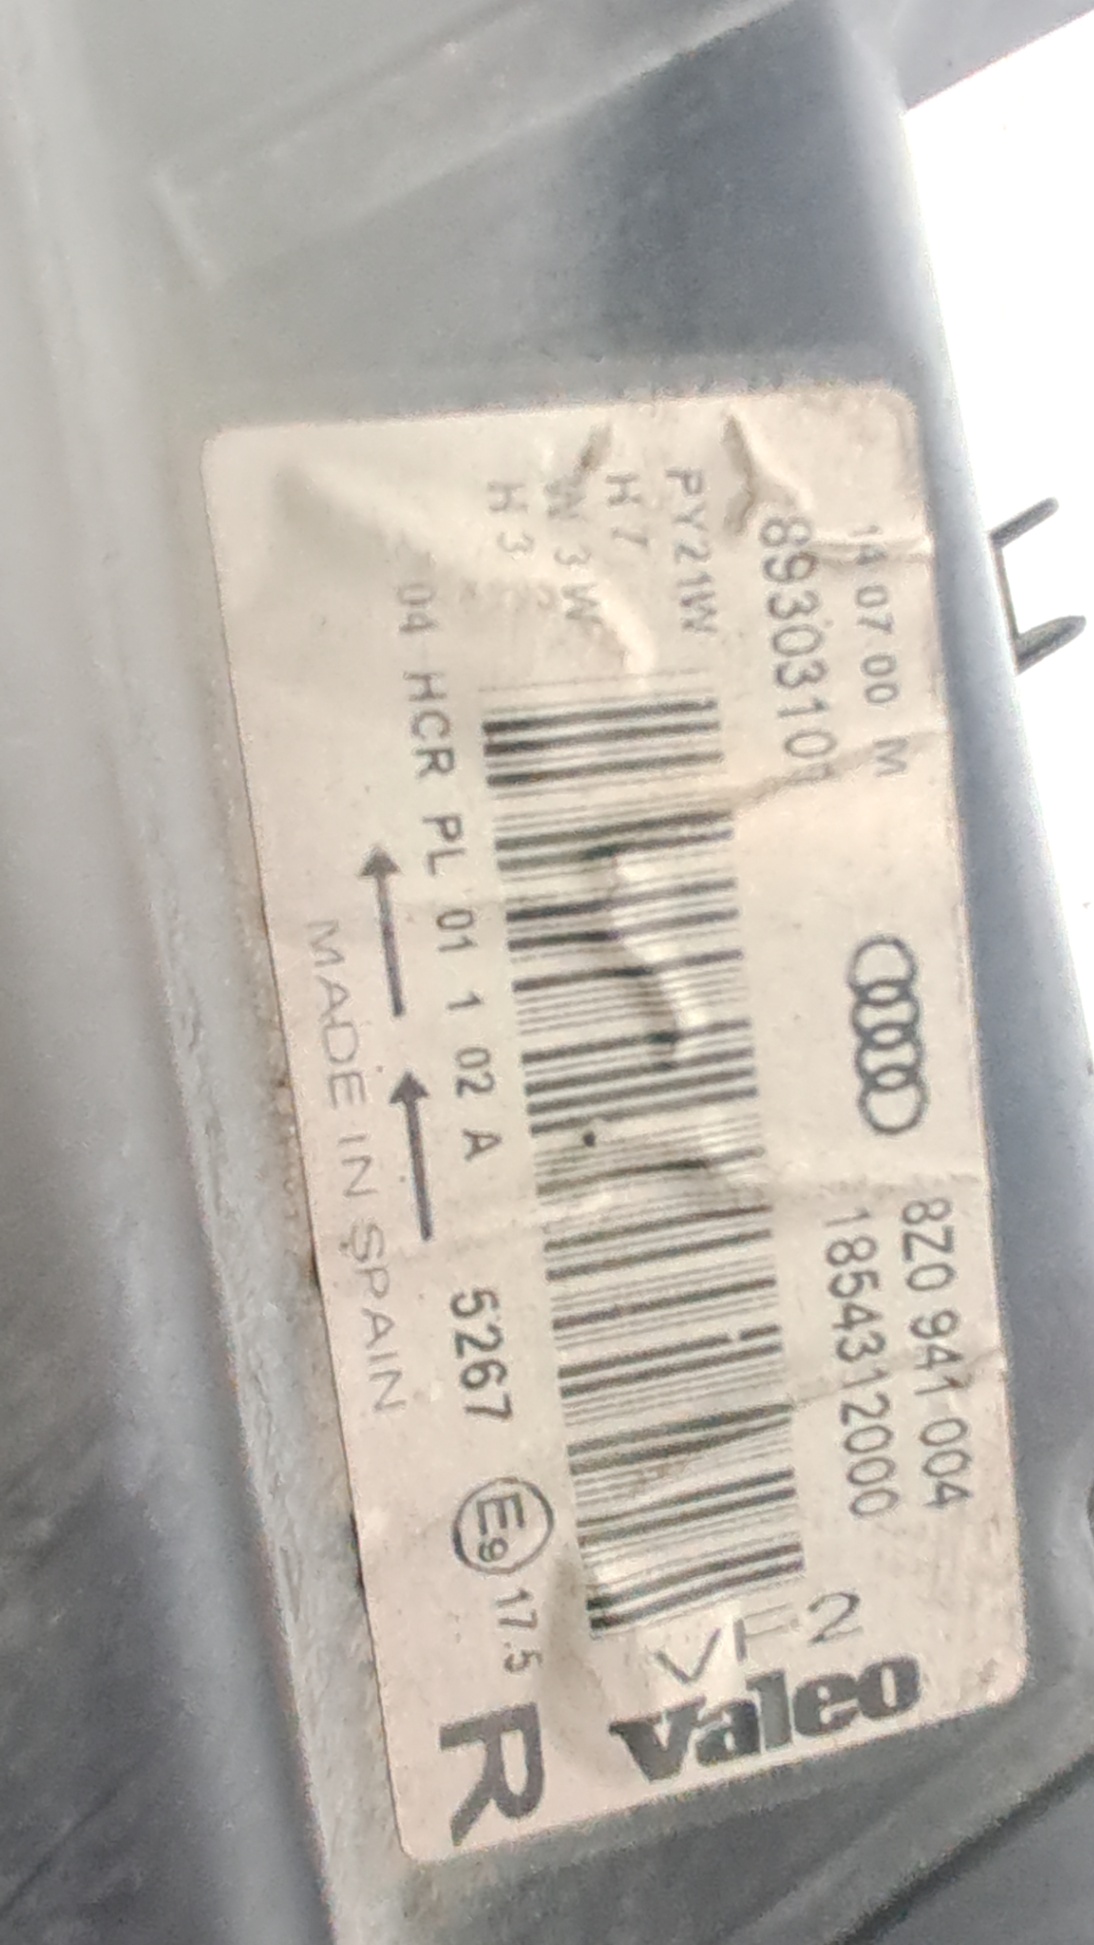 14 07 00 M
8Z0 941 004
89303101
1854312000
PY21W
H7
W3W
H3
VF2
valeo
04 HCR PL 01 1 02 A 5267 E9 17.5 R
MADE IN SPAIN